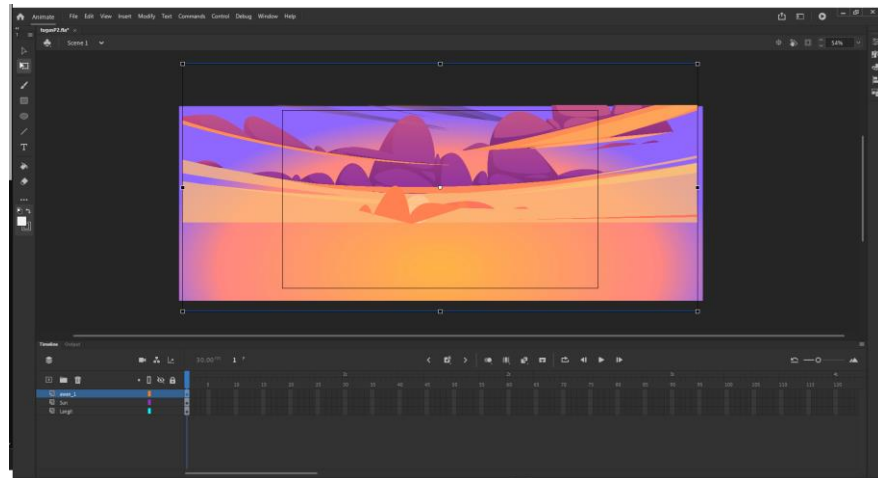 Animate File Edit View Insert Modify Text Commands Control Debug Window Help
Scene 1 54%
T
Timeline Output
1
5 10 15 20 25 30 35 40 45 50 55 60 65 70 75 80 85 90 95 100 105 110 115 120
awan_1
Sun
Langit